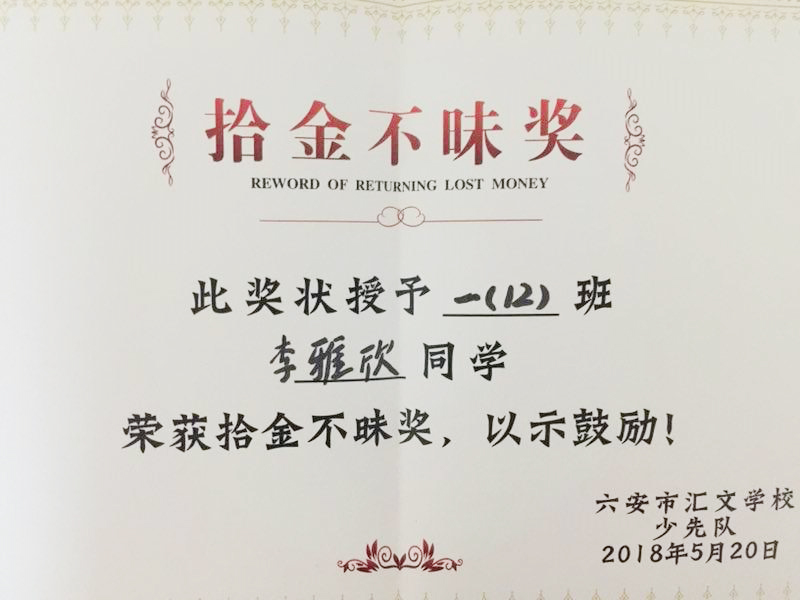 拾金不昧奖
REWORD OF RETURNING LOST MONEY
此奖状授予 一(12) 班
李雅欣 同学
荣获拾金不昧奖，以示鼓励！
六安市汇文学校
少先队
2018年5月20日